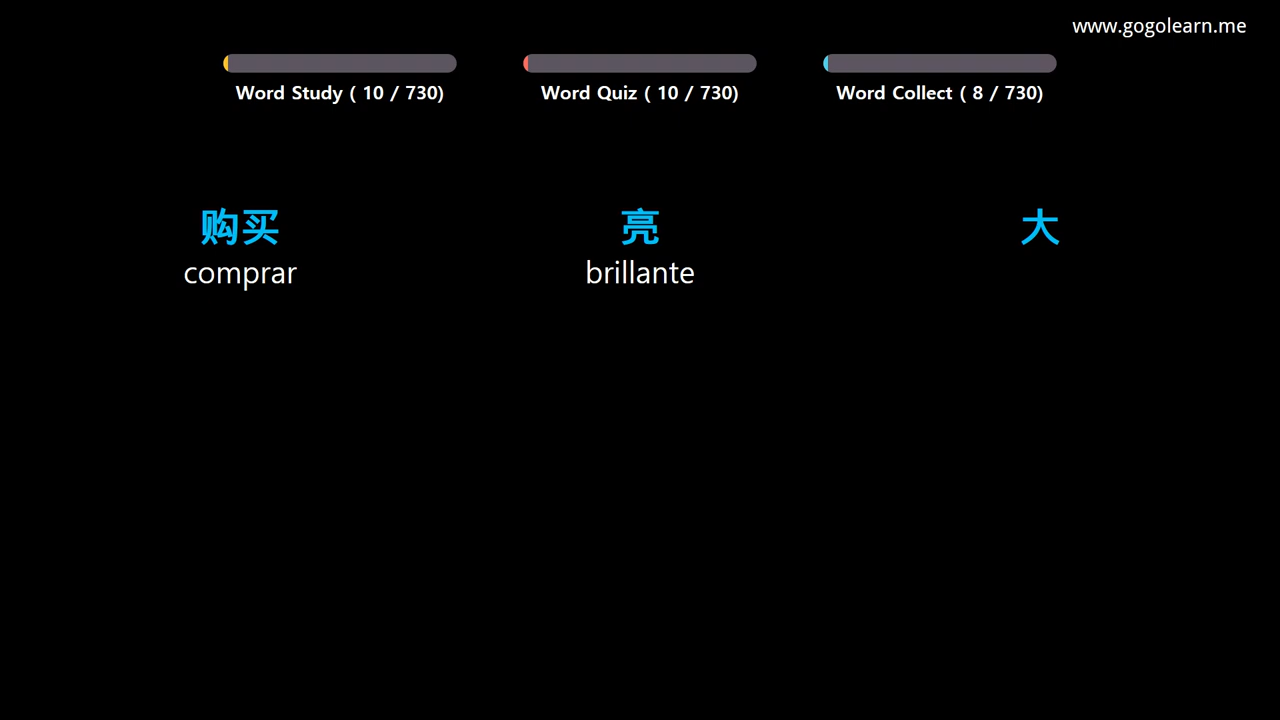 www.gogolearn.me
Word Study ( 10 / 730)
Word Quiz ( 10 / 730)
Word Collect ( 8 / 730)
购买
亮
大
comprar
brillante